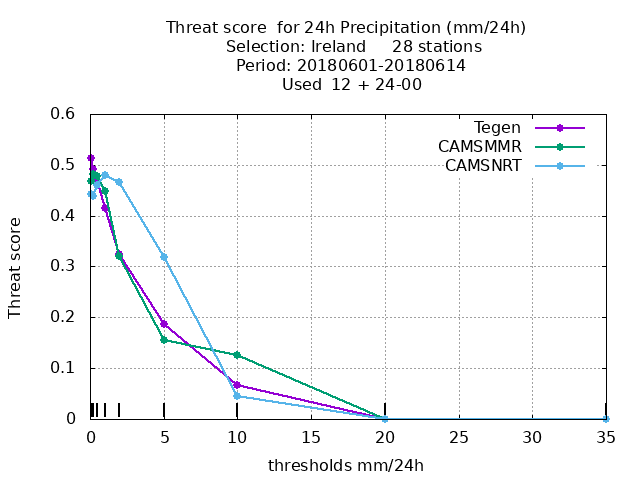 Threat score  for 24h Precipitation (mm/24h)
Selection: Ireland     28 stations
Period: 20180601-20180614
Used  12 + 24-00
Tegen
CAMSMMR
CAMSNRT
Threat score
0.6
0.5
0.4
0.3
0.2
0.1
0
0 5 10 15 20 25 30 35
thresholds mm/24h